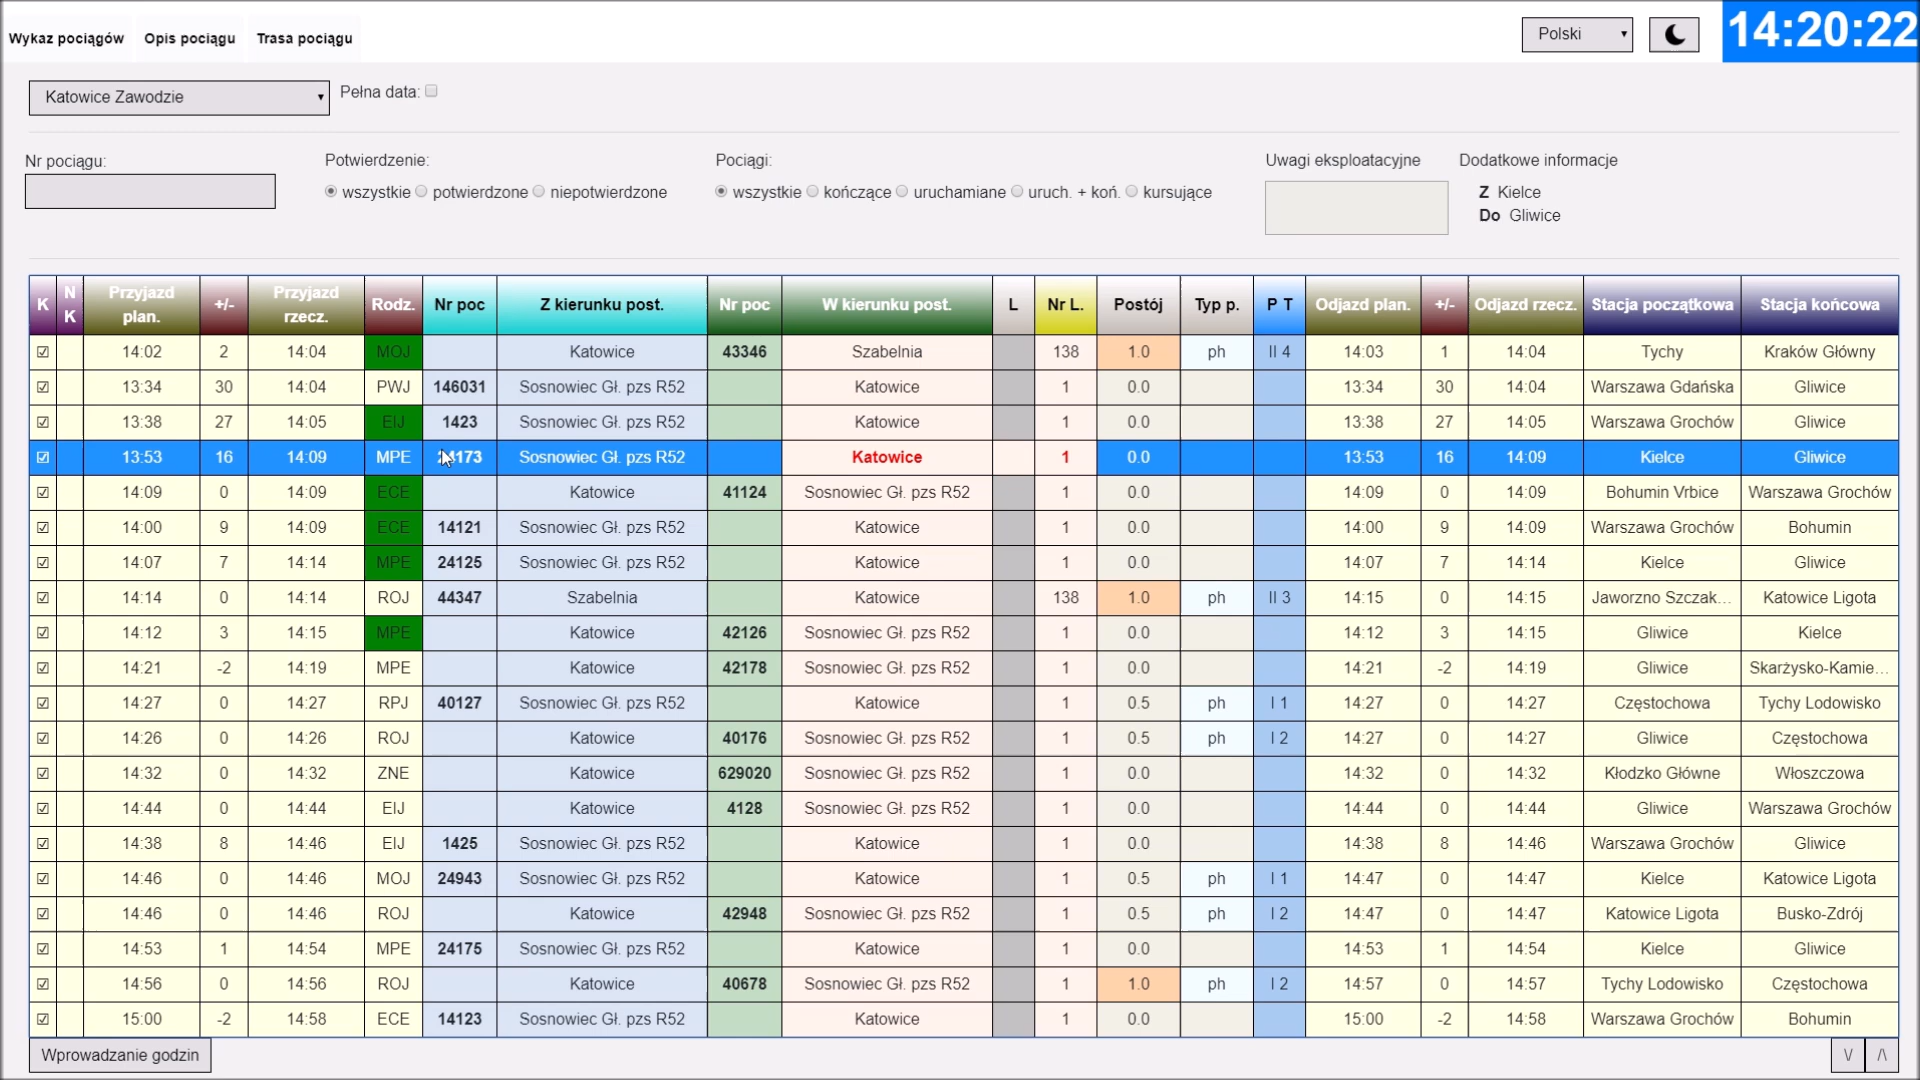 Wykaz pociągów Opis pociągu Trasa pociągu Polski 14:20:22
Katowice Zawodzie Pełna data:
Nr pociągu: Potwierdzenie: Pociągi: Uwagi eksploatacyjne Dodatkowe informacje
wszystkie potwierdzone niepotwierdzone wszystkie kończące uruchamiane uruch. + koń. kursujące Z Kielce
Do Gliwice
K N K Przyjazd plan. +/- Przyjazd rzecz. Rodz. Nr poc Z kierunku post. Nr poc W kierunku post. L Nr L. Postój Typ p. P T Odjazd plan. +/- Odjazd rzecz. Stacja początkowa Stacja końcowa
14:02 2 14:04 MOJ Katowice 43346 Szabelnia 138 1.0 ph II 4 14:03 1 14:04 Tychy Kraków Główny
13:34 30 14:04 PWJ 146031 Sosnowiec Gł. pzs R52 Katowice 1 0.0 13:34 30 14:04 Warszawa Gdańska Gliwice
13:38 27 14:05 EIJ 1423 Sosnowiec Gł. pzs R52 Katowice 1 0.0 13:38 27 14:05 Warszawa Grochów Gliwice
13:53 16 14:09 MPE Sosnowiec Gł. pzs R52 Katowice 1 0.0 13:53 16 14:09 Kielce Gliwice
14:09 0 14:09 ECE Katowice 41124 Sosnowiec Gł. pzs R52 1 0.0 14:09 0 14:09 Bohumin Vrbice Warszawa Grochów
14:00 9 14:09 ECE 14121 Sosnowiec Gł. pzs R52 Katowice 1 0.0 14:00 9 14:09 Warszawa Grochów Bohumin
14:07 7 14:14 MPE 24125 Sosnowiec Gł. pzs R52 Katowice 1 0.0 14:07 7 14:14 Kielce Gliwice
14:14 0 14:14 ROJ 44347 Szabelnia Katowice 138 1.0 ph II 3 14:15 0 14:15 Jaworzno Szczak... Katowice Ligota
14:12 3 14:15 MPE Katowice 42126 Sosnowiec Gł. pzs R52 1 0.0 14:12 3 14:15 Gliwice Kielce
14:21 -2 14:19 MPE Katowice 42178 Sosnowiec Gł. pzs R52 1 0.0 14:21 -2 14:19 Gliwice Skarżysko-Kamie...
14:27 0 14:27 RPJ 40127 Sosnowiec Gł. pzs R52 Katowice 1 0.5 ph I 1 14:27 0 14:27 Częstochowa Tychy Lodowisko
14:26 0 14:26 ROJ Katowice 40176 Sosnowiec Gł. pzs R52 1 0.5 ph I 2 14:27 0 14:27 Gliwice Częstochowa
14:32 0 14:32 ZNE Katowice 629020 Sosnowiec Gł. pzs R52 1 0.0 14:32 0 14:32 Kłodzko Główne Włoszczowa
14:44 0 14:44 EIJ Katowice 4128 Sosnowiec Gł. pzs R52 1 0.0 14:44 0 14:44 Gliwice Warszawa Grochów
14:38 8 14:46 EIJ 1425 Sosnowiec Gł. pzs R52 Katowice 1 0.0 14:38 8 14:46 Warszawa Grochów Gliwice
14:46 0 14:46 MOJ 24943 Sosnowiec Gł. pzs R52 Katowice 1 0.5 ph I 1 14:47 0 14:47 Kielce Katowice Ligota
14:46 0 14:46 ROJ Katowice 42948 Sosnowiec Gł. pzs R52 1 0.5 ph I 2 14:47 0 14:47 Katowice Ligota Busko-Zdrój
14:53 1 14:54 MPE 24175 Sosnowiec Gł. pzs R52 Katowice 1 0.0 14:53 1 14:54 Kielce Gliwice
14:56 0 14:56 ROJ Katowice 40678 Sosnowiec Gł. pzs R52 1 1.0 ph I 2 14:57 0 14:57 Tychy Lodowisko Częstochowa
15:00 -2 14:58 ECE 14123 Sosnowiec Gł. pzs R52 Katowice 1 0.0 15:00 -2 14:58 Warszawa Grochów Bohumin
Wprowadzanie godzin \/ /\